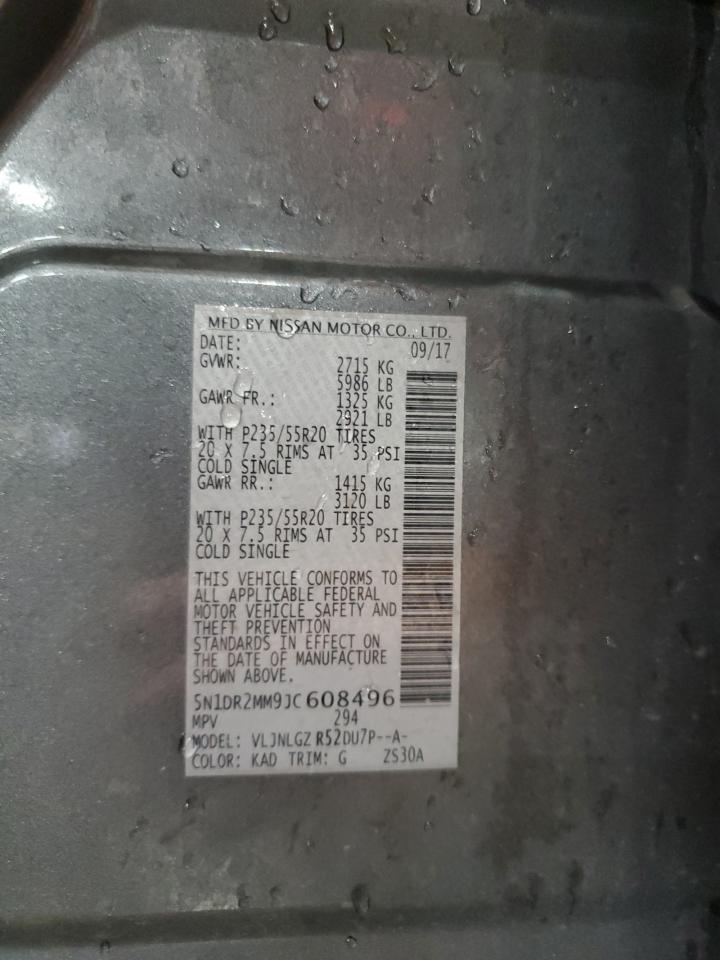 MFD BY NISSAN MOTOR CO., LTD.
DATE: 09/17
GVWR: 2715 KG
5986 LB
GAWR FR.: 1325 KG
2921 LB
WITH P235/55R20 TIRES
20 X 7.5 RIMS AT 35 PSI
COLD SINGLE
GAWR RR.: 1415 KG
3120 LB
WITH P235/55R20 TIRES
20 X 7.5 RIMS AT 35 PSI
COLD SINGLE
THIS VEHICLE CONFORMS TO
ALL APPLICABLE FEDERAL
MOTOR VEHICLE SAFETY AND
THEFT PREVENTION
STANDARDS IN EFFECT ON
THE DATE OF MANUFACTURE
SHOWN ABOVE.
5N1DR2MM9JC608496
MPV 294
MODEL: VLJNLGZ R52DU7P--A-
COLOR: KAD TRIM: G ZS30A